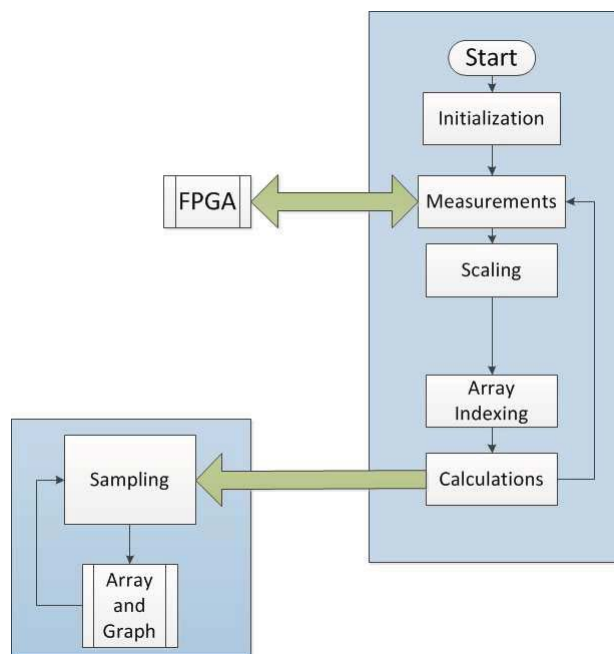 Start
Initialization
FPGA
Measurements
Scaling
Array
Indexing
Sampling
Calculations
Array
and
Graph